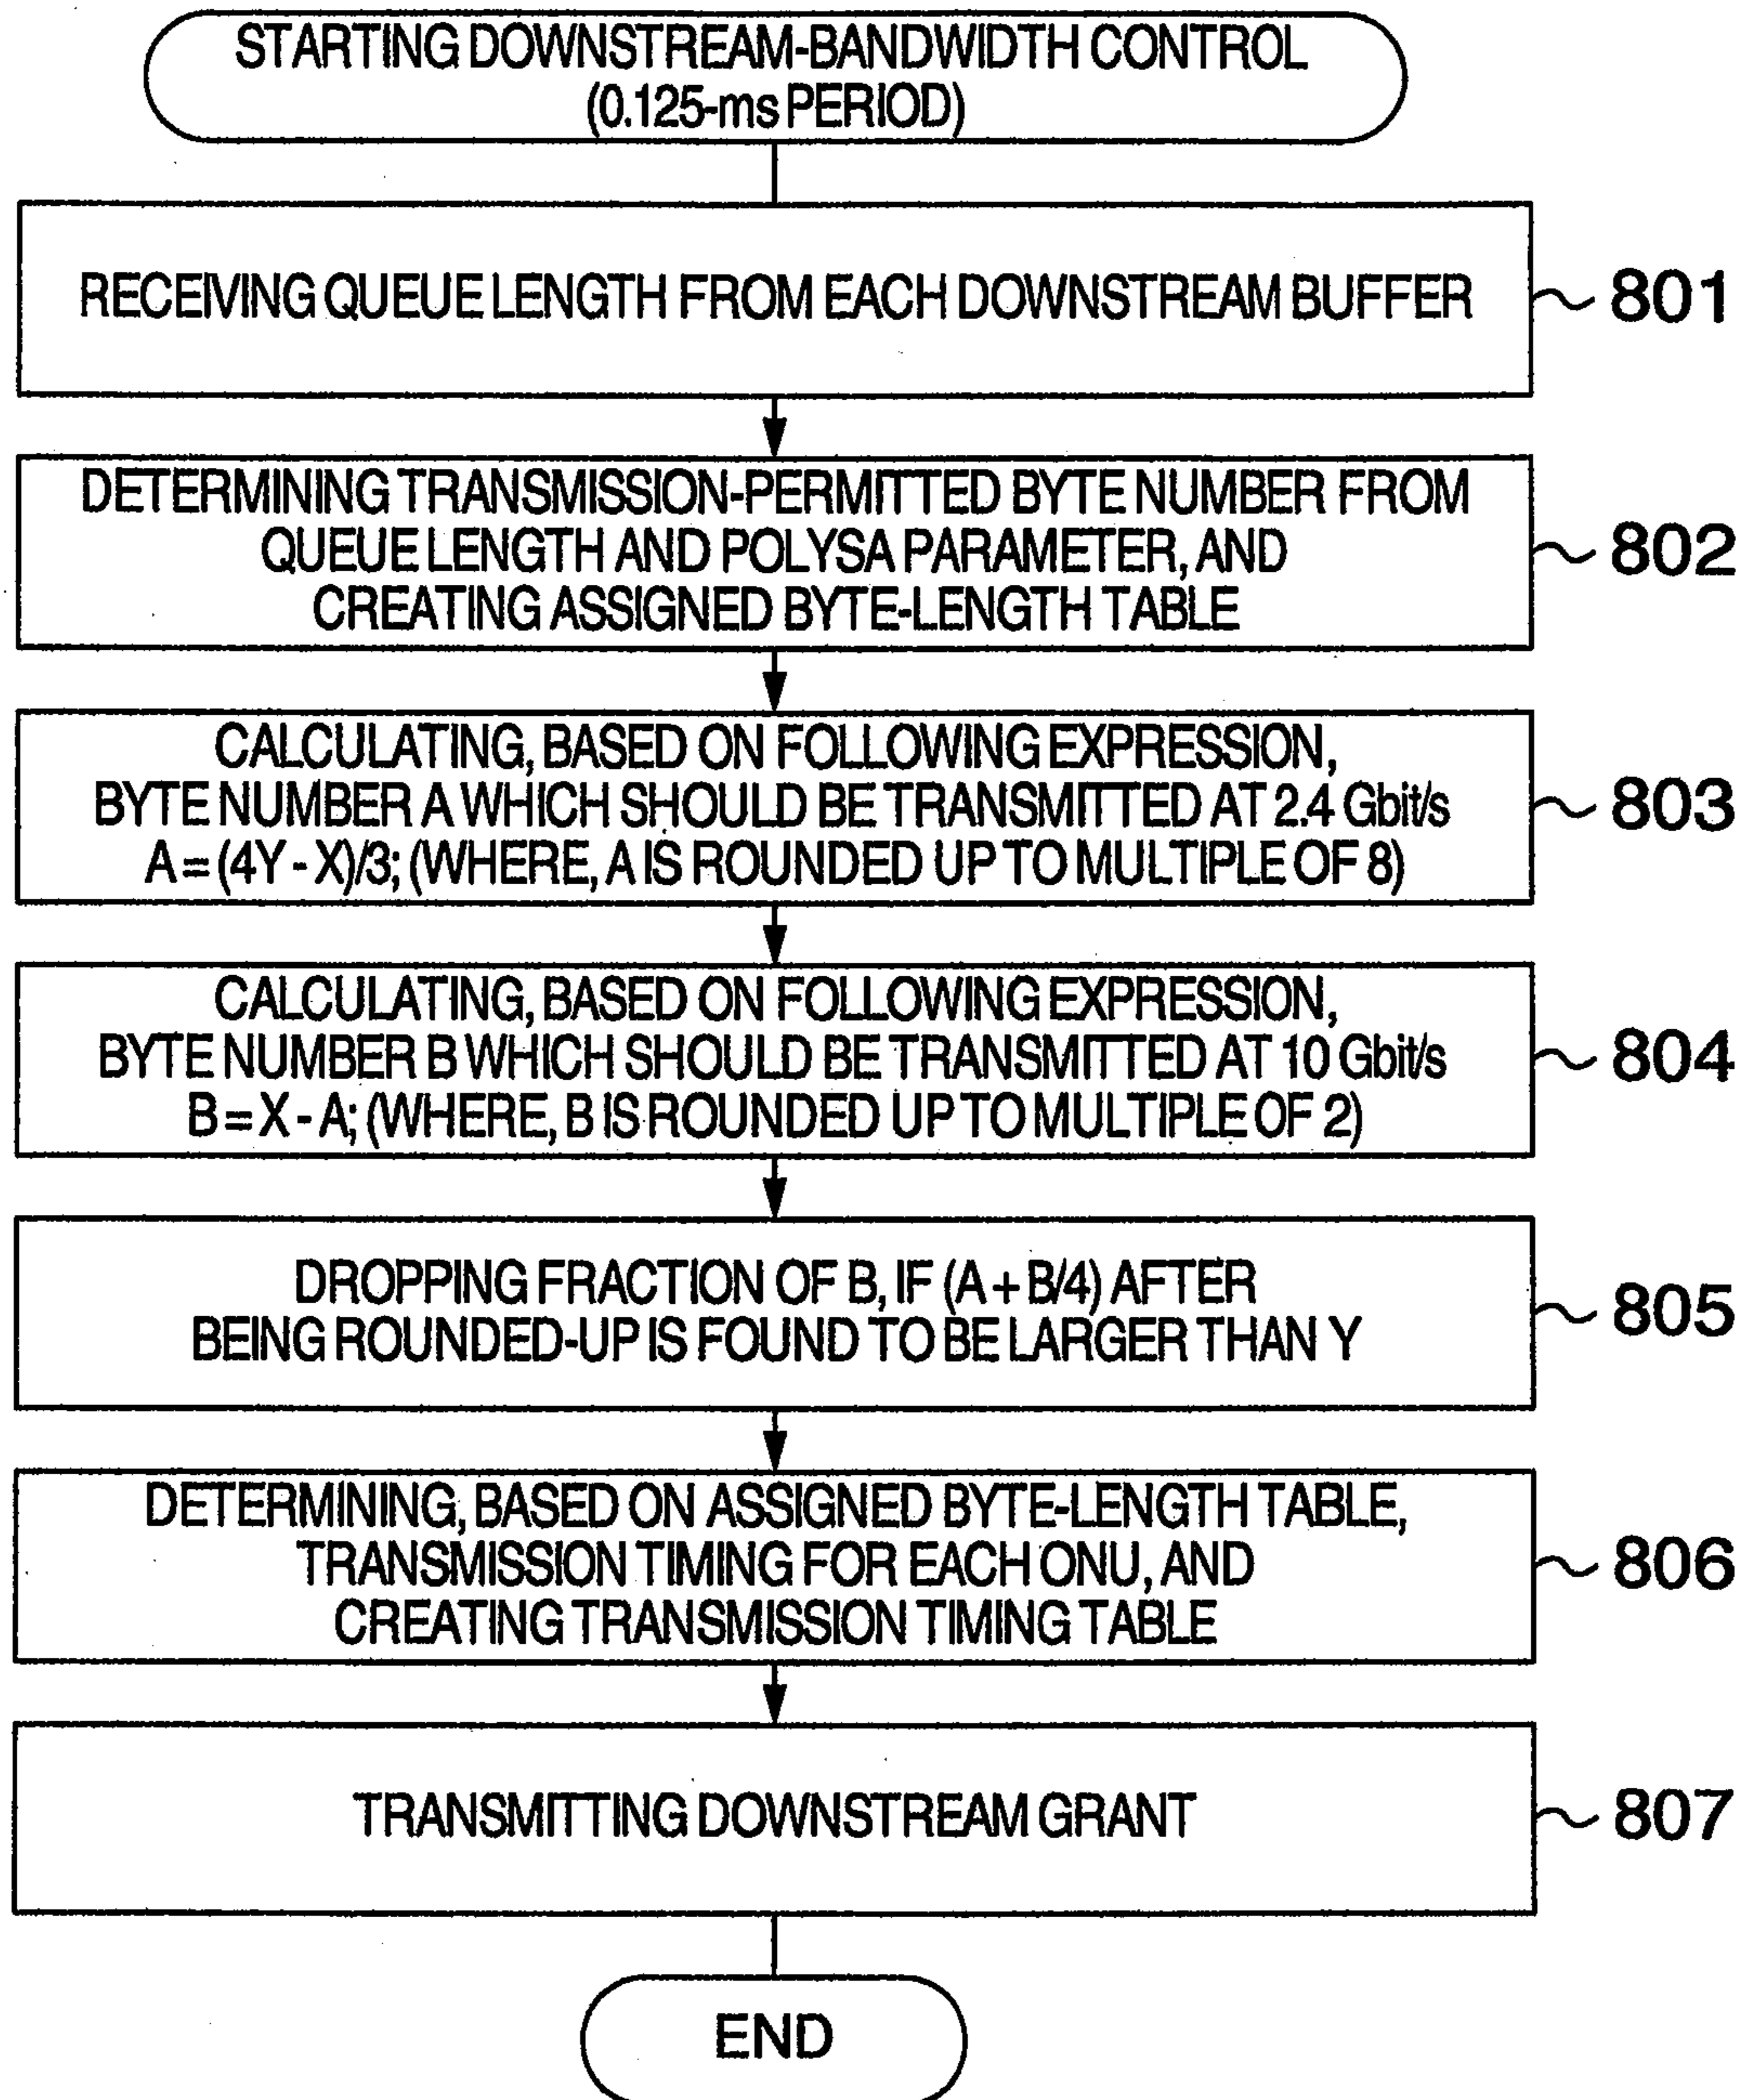 STARTING DOWNSTREAM-BANDWIDTH CONTROL
(0.125-ms PERIOD)
RECEIVING QUEUE LENGTH FROM EACH DOWNSTREAM BUFFER
801
DETERMINING TRANSMISSION-PERMITTED BYTE NUMBER FROM
QUEUE LENGTH AND POLYSA PARAMETER, AND
CREATING ASSIGNED BYTE-LENGTH TABLE
802
CALCULATING, BASED ON FOLLOWING EXPRESSION,
BYTE NUMBER A WHICH SHOULD BE TRANSMITTED AT 2.4 Gbit/s
A = (4Y - X)/3; (WHERE, A IS ROUNDED UP TO MULTIPLE OF 8)
803
CALCULATING, BASED ON FOLLOWING EXPRESSION,
BYTE NUMBER B WHICH SHOULD BE TRANSMITTED AT 10 Gbit/s
B = X - A; (WHERE, B IS ROUNDED UP TO MULTIPLE OF 2)
804
DROPPING FRACTION OF B, IF (A + B/4) AFTER
BEING ROUNDED-UP IS FOUND TO BE LARGER THAN Y
805
DETERMINING, BASED ON ASSIGNED BYTE-LENGTH TABLE,
TRANSMISSION TIMING FOR EACH ONU, AND
CREATING TRANSMISSION TIMING TABLE
806
TRANSMITTING DOWNSTREAM GRANT
807
END